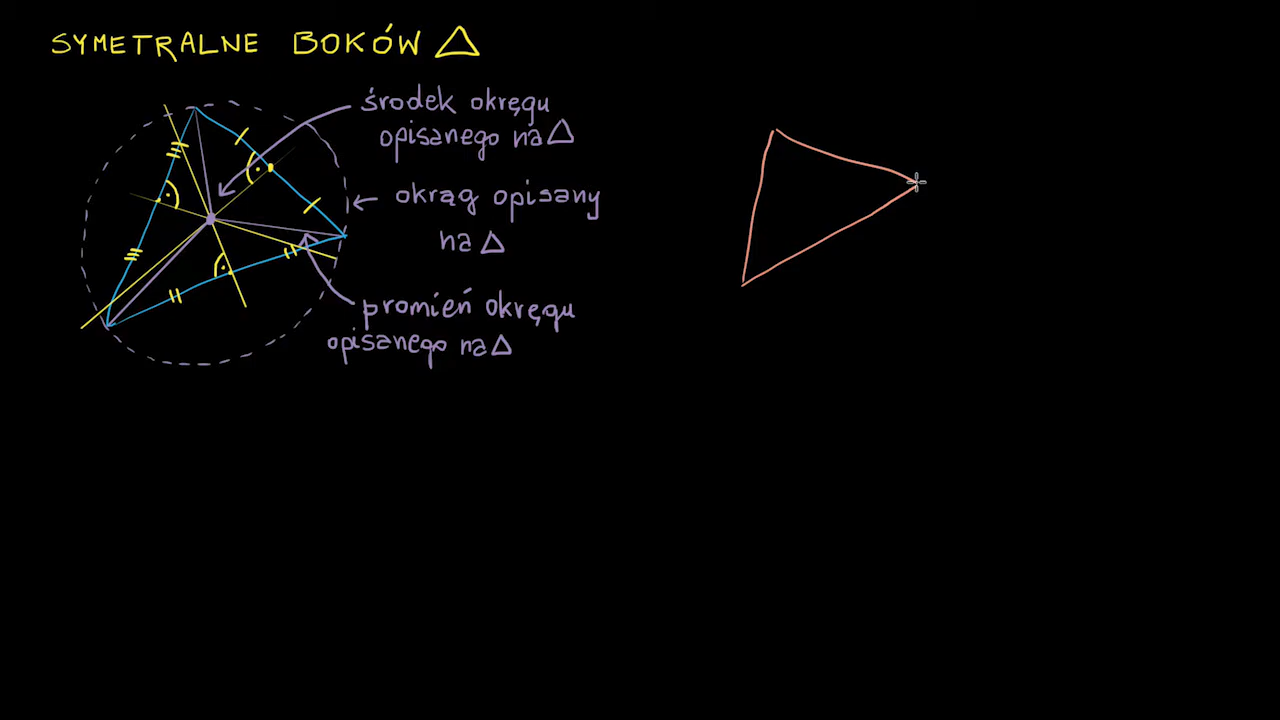 SYMETRALNE BOKÓW △
środek okręgu
opisanego na △
okrąg opisany
na △
promień okręgu
opisanego na △